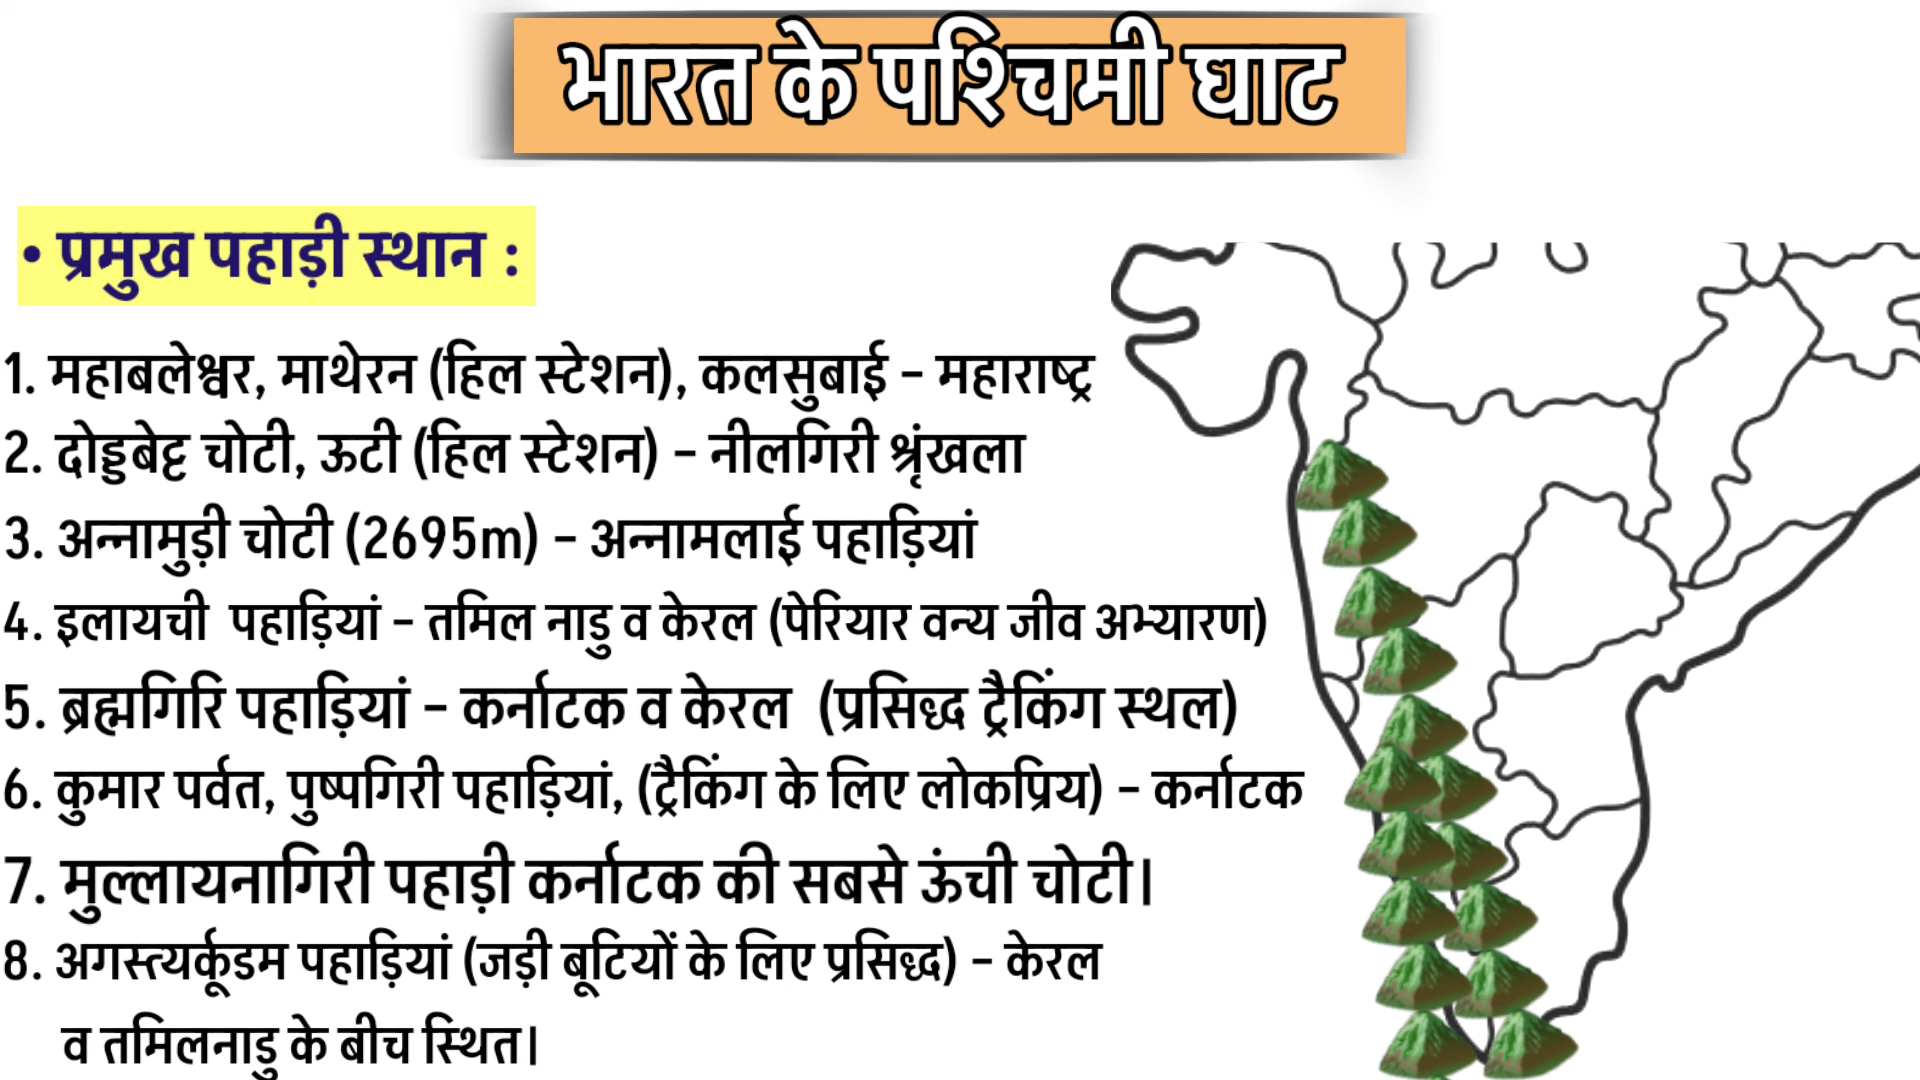 भारत के पश्चिमी घाट
• प्रमुख पहाड़ी स्थान :
1. महाबलेश्वर, माथेरन (हिल स्टेशन), कलसुबाई – महाराष्ट्र
2. दोड्डबेट्ट चोटी, ऊटी (हिल स्टेशन) – नीलगिरी श्रृंखला
3. अन्नामुड़ी चोटी (2695m) – अन्नामलाई पहाड़ियां
4. इलायची पहाड़ियां – तमिल नाडु व केरल (पेरियार वन्य जीव अभ्यारण)
5. ब्रह्मगिरि पहाड़ियां – कर्नाटक व केरल (प्रसिद्ध ट्रैकिंग स्थल)
6. कुमार पर्वत, पुष्पगिरी पहाड़ियां, (ट्रैकिंग के लिए लोकप्रिय) – कर्नाटक
7. मुल्लायनागिरी पहाड़ी कर्नाटक की सबसे ऊंची चोटी।
8. अगस्त्यर्कूडम पहाड़ियां (जड़ी बूटियों के लिए प्रसिद्ध) – केरल
व तमिलनाडु के बीच स्थित।